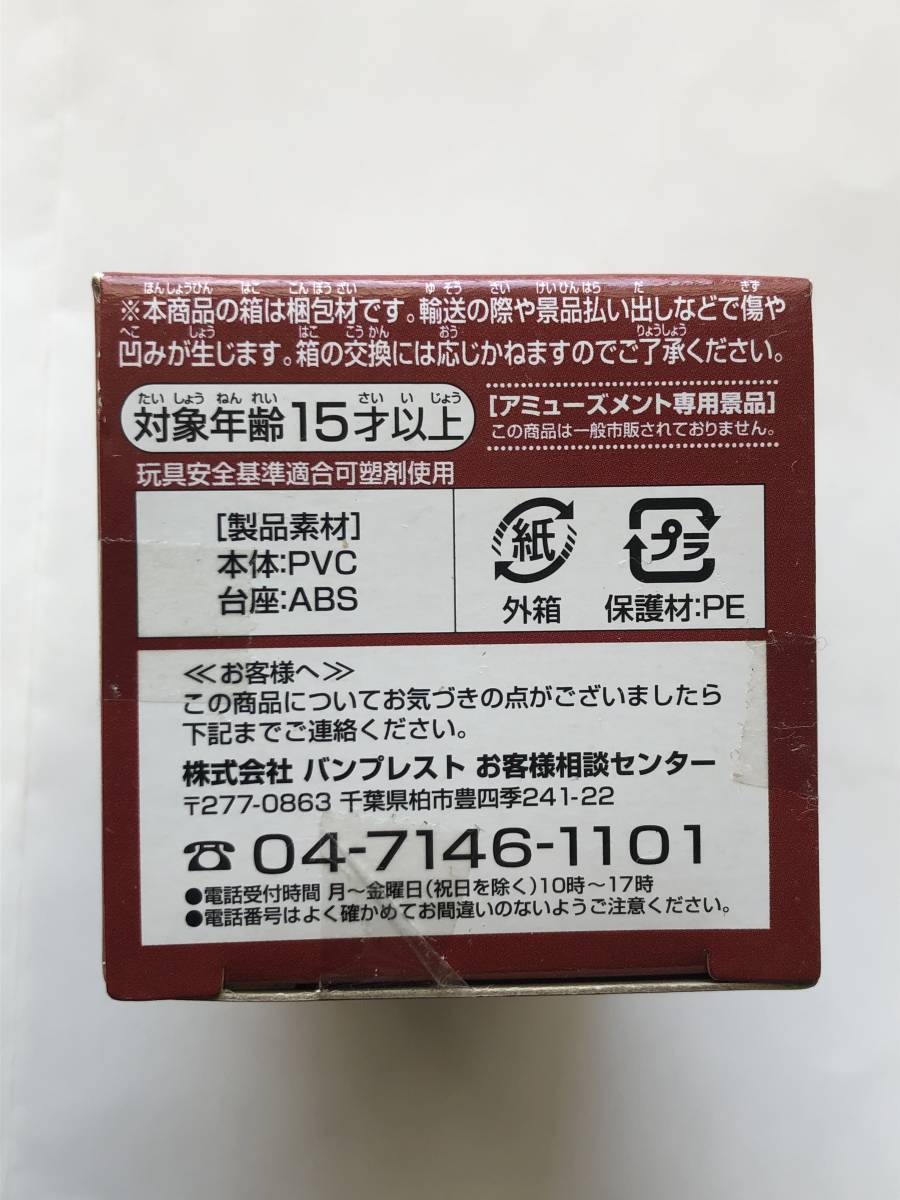 ※本商品の箱は梱包材です。輸送の際や景品払い出しなどで傷や
凹みが生じます。箱の交換には応じかねますのでご了承ください。
対象年齢15才以上
[アミューズメント専用景品]
この商品は一般市販されておりません。
玩具安全基準適合可塑剤使用
[製品素材]
本体:PVC
台座:ABS
紙
外箱
プラ
保護材:PE
≪お客様へ≫
この商品についてお気づきの点がございましたら
下記までご連絡ください。
株式会社 バンプレスト お客様相談センター
〒277-0863 千葉県柏市豊四季241-22
☎04-7146-1101
●電話受付時間 月〜金曜日(祝日を除く)10時〜17時
●電話番号はよく確かめてお間違いのないようご注意ください。